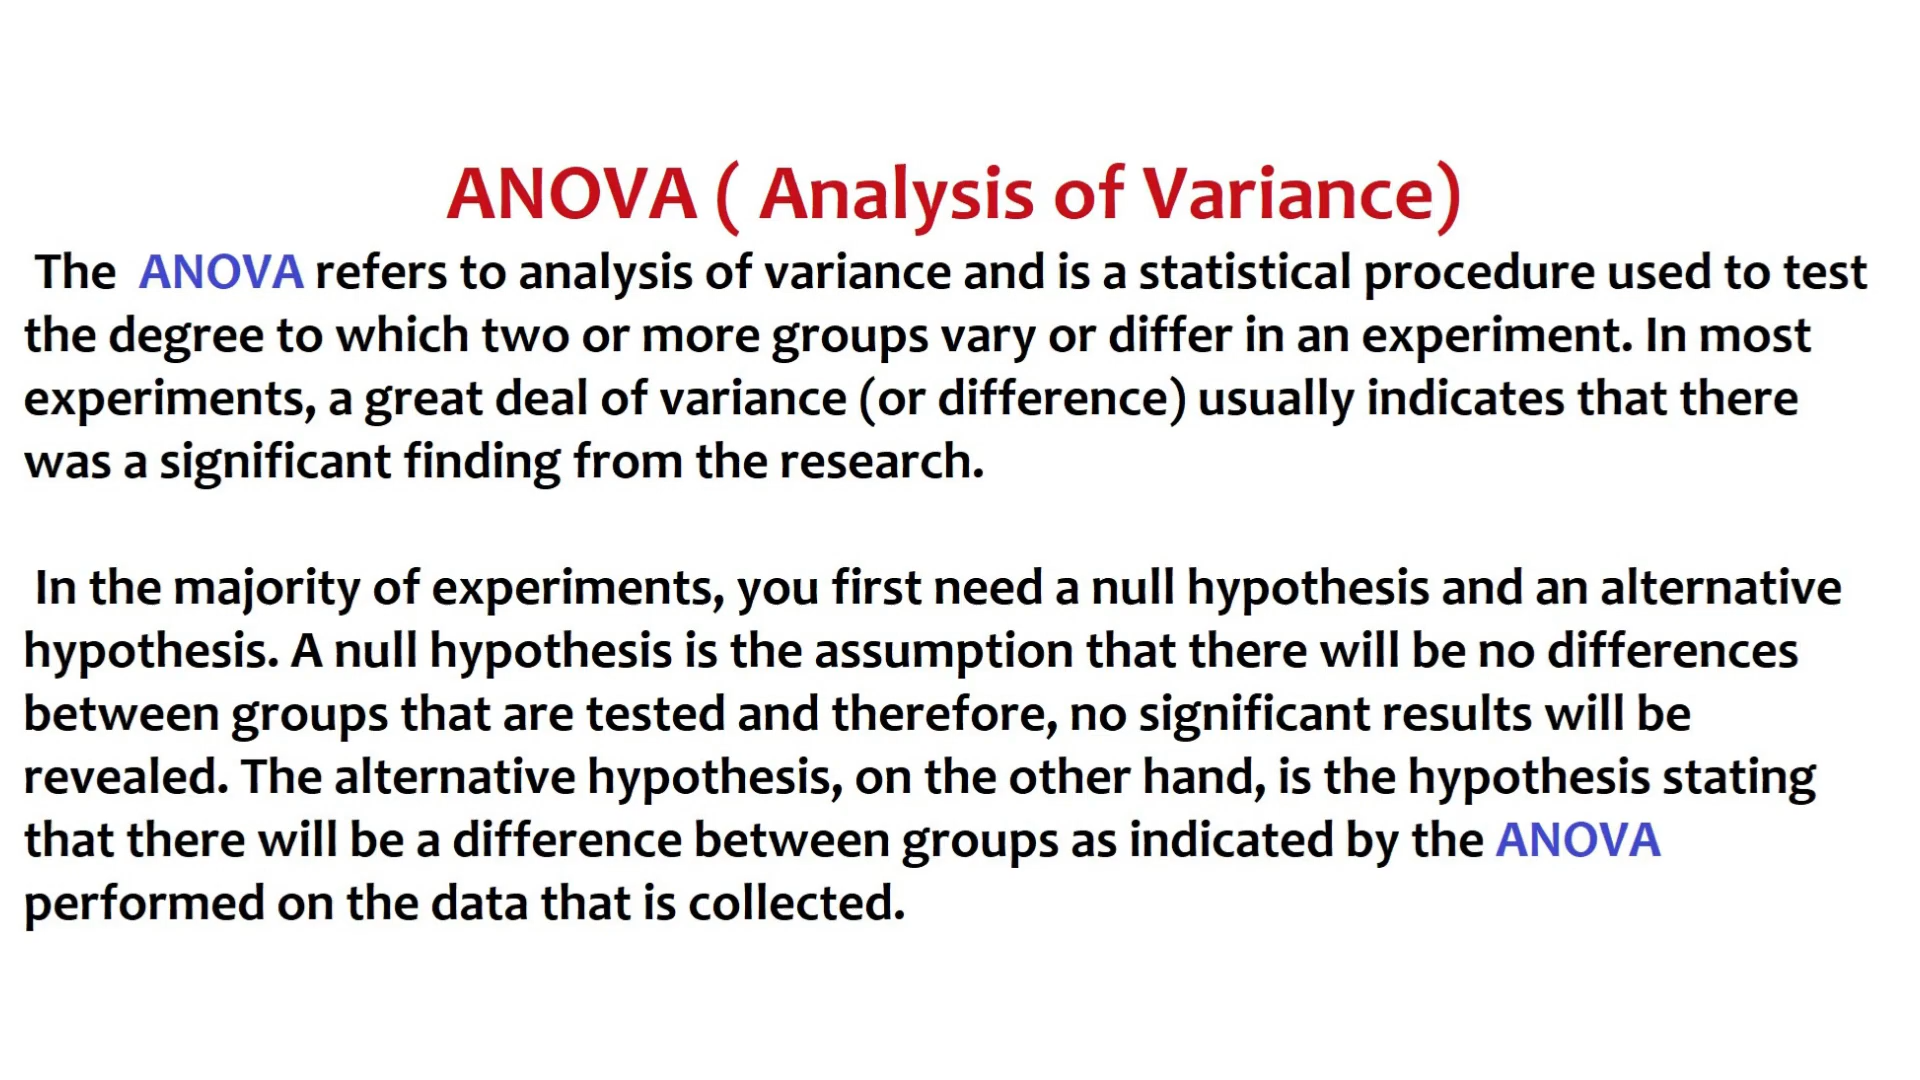 ANOVA ( Analysis of Variance)
The ANOVA refers to analysis of variance and is a statistical procedure used to test
the degree to which two or more groups vary or differ in an experiment. In most
experiments, a great deal of variance (or difference) usually indicates that there
was a significant finding from the research.
In the majority of experiments, you first need a null hypothesis and an alternative
hypothesis. A null hypothesis is the assumption that there will be no differences
between groups that are tested and therefore, no significant results will be
revealed. The alternative hypothesis, on the other hand, is the hypothesis stating
that there will be a difference between groups as indicated by the ANOVA
performed on the data that is collected.